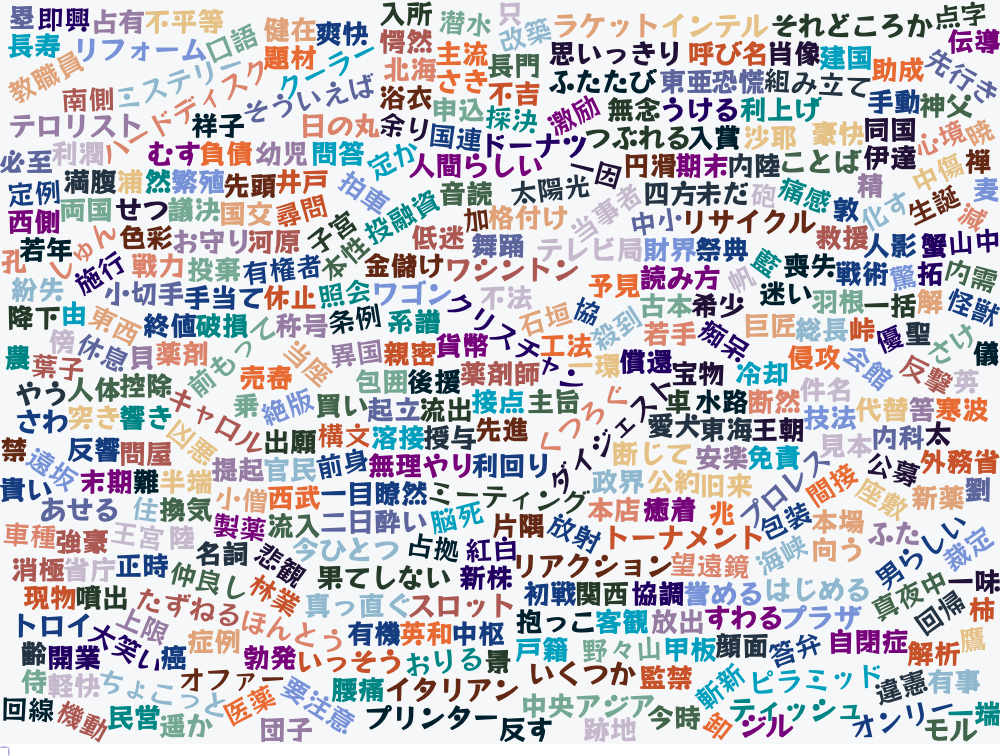 塁 即興 占有 不平等 健在 爽快 入所 潜水 只 ラケット インテル それどころか 点字
長寿 リフォーム 口語 題材 クーラー 愕然 主流 改築 思いっきり 呼び名 肖像 建国 伝導
教職員 ミステリー ハードディスク そういえば 北海 さき 長門 ふたたび 東亜 恐慌 組み立て 助成 先行き
南側 浴衣 申込 不吉 激励 無念 うける 利上げ 手動 神父
テロリスト 祥子 日の丸 余り 国連 採決 ドーナツ つぶれる 入賞 沙耶 豪快 同国 心境 暁
必至 利潤 むす 負債 幼児 問答 定か 人間らしい 一因 円滑 期末 内陸 ことば 伊達 中傷 禅
定例 満腹 浦 然 繁殖 先頭 井戸 拍車 音読 太陽光 四方 未だ 砲 痛感 精 妻
西側 両国 せつ 議決 国交 尋問 子宮 投融資 加 格付け 当事者 中小 リサイクル 敦 化す 生誕 減
孔 若年 じゅん 色彩 お守り 河原 本性 低迷 舞踊 テレビ局 財界 祭典 救援 人影 蟹 山中
施行 戦力 投棄 有権者 金儲け ワシントン 予見 読み方 帆 藍 喪失 戦術 驚 拓 内需
紛失 小切手 手当て 休止 照会 ワゴン クリスチャン 不法 石垣 協 古本 希少 迷い 羽根 一括 解 怪獣
降下 由 東西 終値 破損 称号 条例 系譜 殺到 若手 痴呆 巨匠 総長 峠 優 聖
傍 休息 貝 薬剤 前もって 当座 異国 親密 貨幣 工法 一環 償還 宝物 冷却 侵攻 会館 反撃 さけ 儀
農 葉子 売春 包囲 後援 薬剤師 英
やう 人体 控除 乗 絶版 買い 起立 流出 接点 主旨 くつろぐ ダイジェスト 卓 水路 断然 件名 代替 答 寒波
さわ 突き 響き キャロル 出願 構文 溶接 授与 先進 愛犬 東海 王朝 技法 見本 内科 太
禁 遠坂 反響 問屋 凶悪 提起 官民 前身 無理やり 利回り 断じて 安楽 免責 プロレス 間接 公募 外務省
貴い 末期 難 半端 小僧 西武 一目瞭然 ミーティング 政界 公約 旧来 座敷 新薬 劉
あせる 住 換気 製薬 流入 二日酔い 脳死 片隅 放射 本店 癒着 兆 包装 本場 ふた 男らしい 裁定
車種 強豪 王宮 陸 名詞 悲観 今ひとつ 占拠 紅白 リアクション トーナメント 望遠鏡 海峡 向う
消極 省庁 正時 仲良し 林業 果てしない 新株 初戦 関西 協調 誉める はじめる 真夜中 一味
現物 噴出 たずねる 真っ直ぐ スロット 抱っこ 客観 放出 すわる プラザ 回帰 柿
トロイ 大笑い 上限 症例 ほんとう 有機 英和 中枢 戸籍 野々山 甲板 顔面 答弁 自閉症 解析 鷹
齢 開業 癌 勃発 いっそう おりる 景 いくつか 監禁
侍 軽快 ちょこっと オファー 要注意 腰痛 イタリアン 斬新 ピラミッド 違憲 有事
回線 機動 民営 遥か 医薬 団子 プリンター 反す 中央アジア 跡地 今時 卸 ジル ティッシュ オンリー 一端 モル